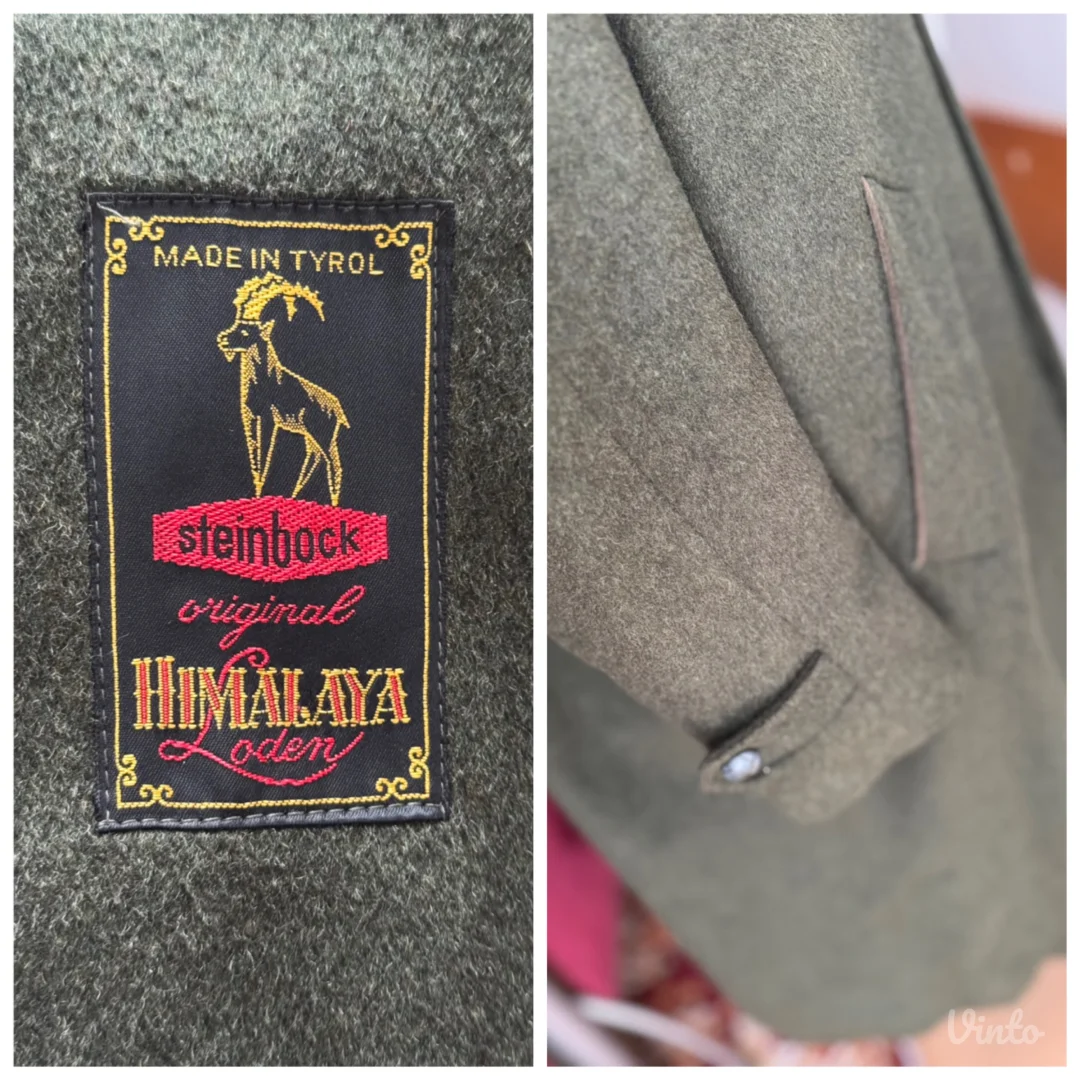 MADE IN TYROL
steinbock
original
HIMALAYA
Loden
Vinto